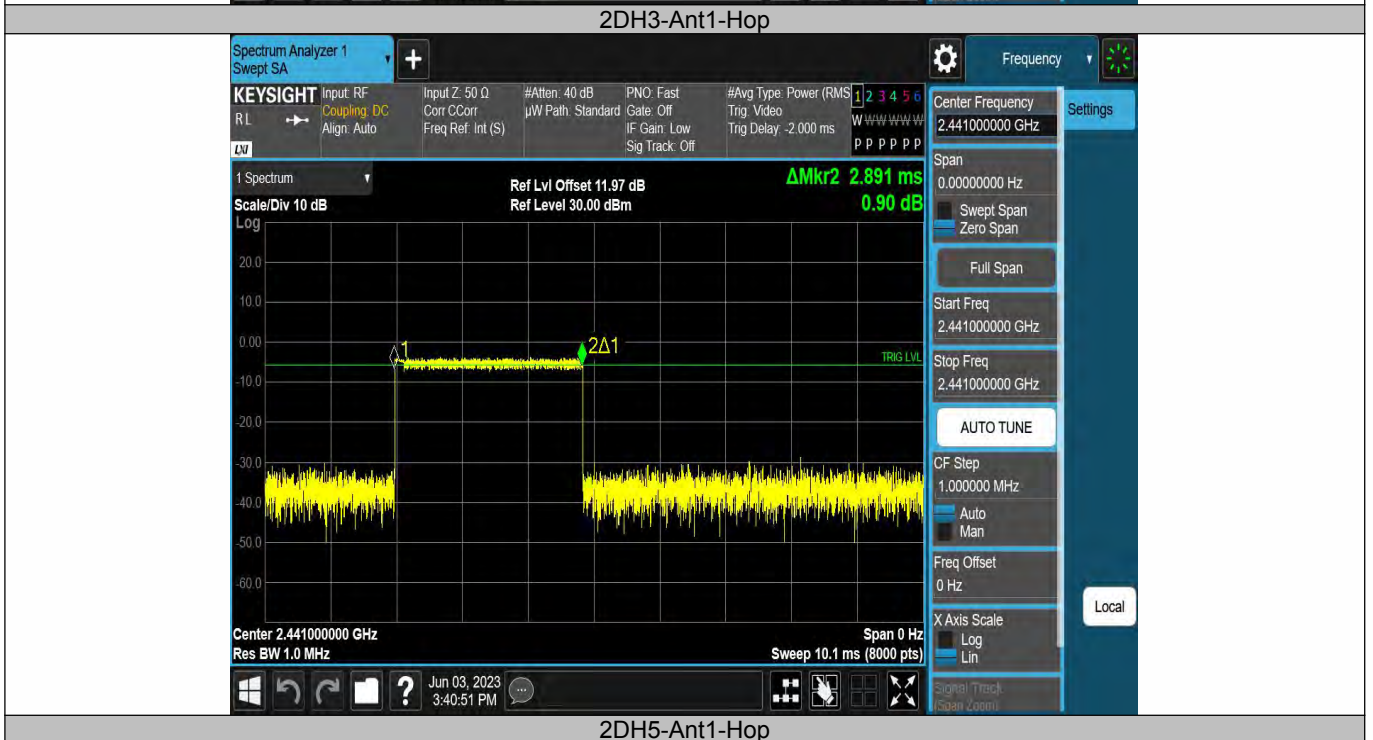 2DH3-Ant1-Hop
Spectrum Analyzer 1
Swept SA
+
Frequency
KEYSIGHT
RL
LXI
Input: RF
Coupling: DC
Align: Auto
Input Z: 50 Ω
Corr CCorr
Freq Ref: Int (S)
#Atten: 40 dB
µW Path: Standard
PNO: Fast
Gate: Off
IF Gain: Low
Sig Track: Off
#Avg Type: Power (RMS
Trig: Video
Trig Delay: -2.000 ms
1 2 3 4 5 6
W W W W W W
P P P P P P
Center Frequency
2.441000000 GHz
Settings
1 Spectrum
Scale/Div 10 dB
Ref Lvl Offset 11.97 dB
Ref Level 30.00 dBm
ΔMkr2 2.891 ms
0.90 dB
Span
0.00000000 Hz
Swept Span
Zero Span
Full Span
Start Freq
2.441000000 GHz
Stop Freq
2.441000000 GHz
AUTO TUNE
CF Step
1.000000 MHz
Auto
Man
Freq Offset
0 Hz
X Axis Scale
Log
Lin
Signal Track
(Span Zoom)
Local
Log
20.0
10.0
0.00
-10.0
-20.0
-30.0
-40.0
-50.0
-60.0
1
2Δ1
TRIG LVL
Center 2.441000000 GHz
Res BW 1.0 MHz
Span 0 Hz
Sweep 10.1 ms (8000 pts)
?
Jun 03, 2023
3:40:51 PM
2DH5-Ant1-Hop